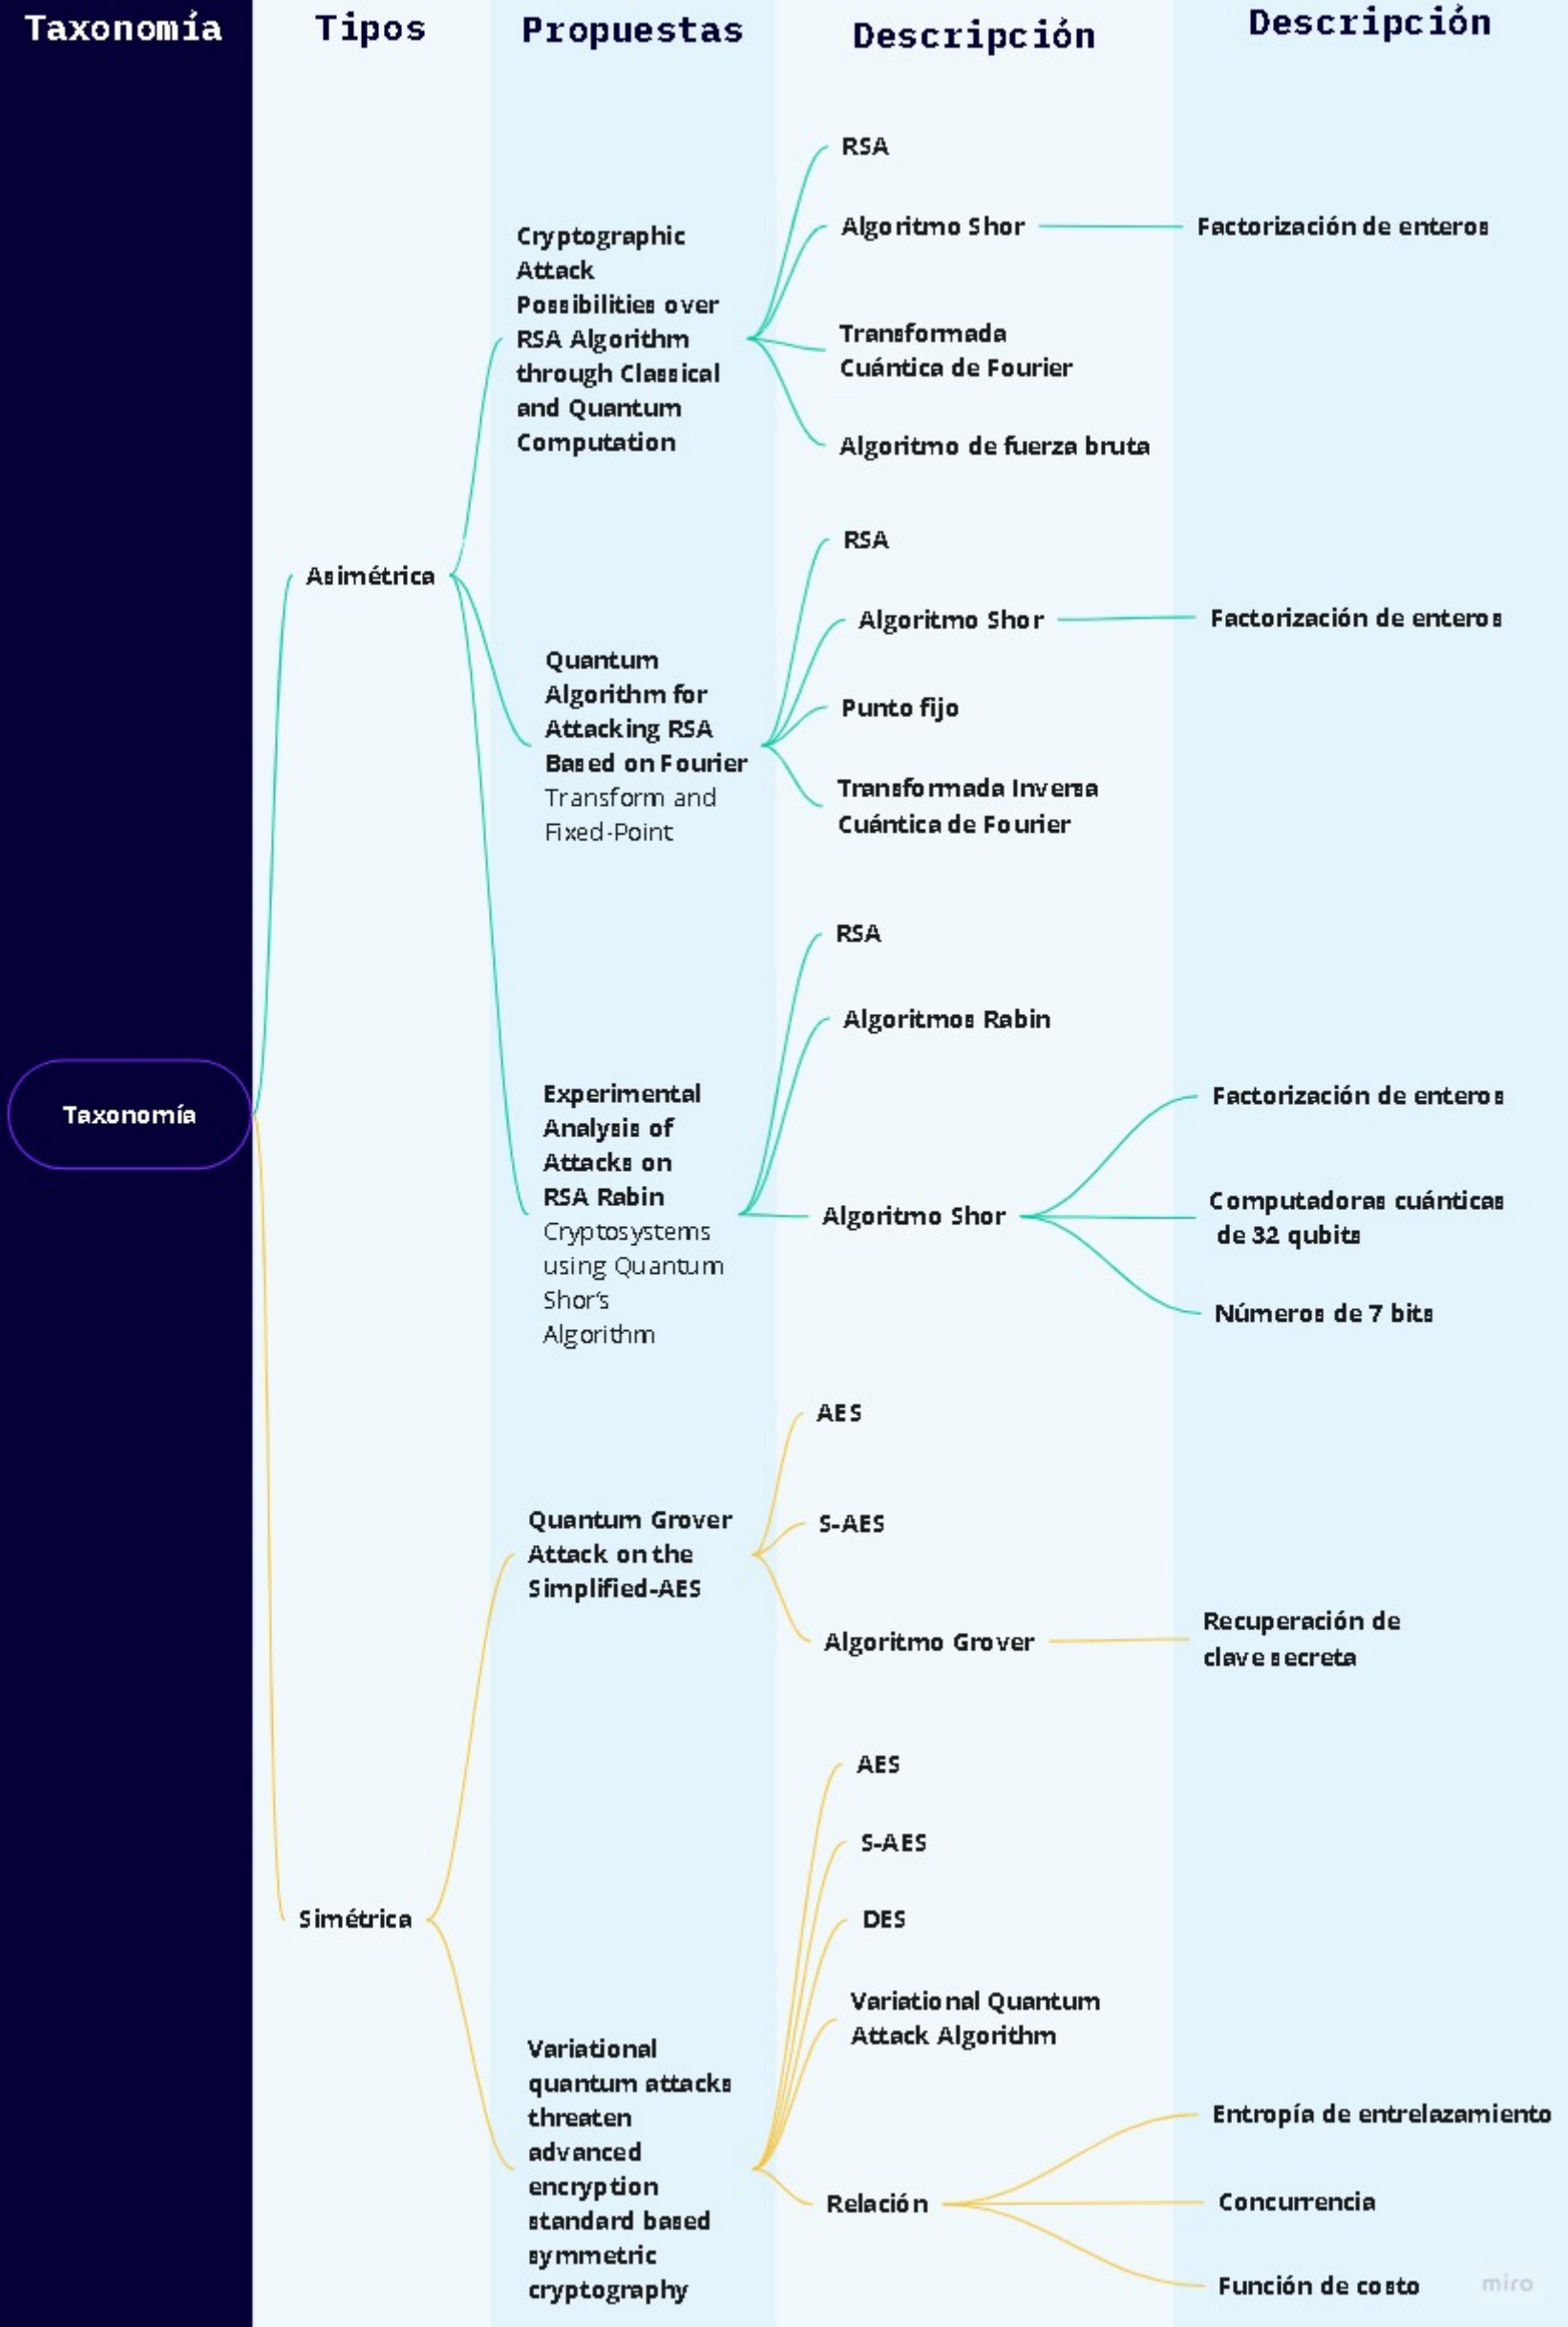 Taxonomía
Tipos
Propuestas
Descripción
Descripción
Taxonomía
Asimétrica
Cryptographic
Attack
Possibilities over
RSA Algorithm
through Classical
and Quantum
Computation
RSA
Algoritmo Shor
Factorización de enteros
Transformada
Cuántica de Fourier
Algoritmo de fuerza bruta
Quantum
Algorithm for
Attacking RSA
Based on Fourier
Transform and
Fixed-Point
RSA
Algoritmo Shor
Factorización de enteros
Punto fijo
Transformada Inversa
Cuántica de Fourier
Experimental
Analysis of
Attacks on
RSA Rabin
Cryptosystems
using Quantum
Shor's
Algorithm
RSA
Algoritmos Rabin
Algoritmo Shor
Factorización de enteros
Computadoras cuánticas
de 32 qubits
Números de 7 bits
Simétrica
Quantum Grover
Attack on the
Simplified-AES
AES
S-AES
Algoritmo Grover
Recuperación de
clave secreta
Variational
quantum attacks
threaten
advanced
encryption
standard based
symmetric
cryptography
AES
S-AES
DES
Variational Quantum
Attack Algorithm
Relación
Entropía de entrelazamiento
Concurrencia
Función de costo
miro